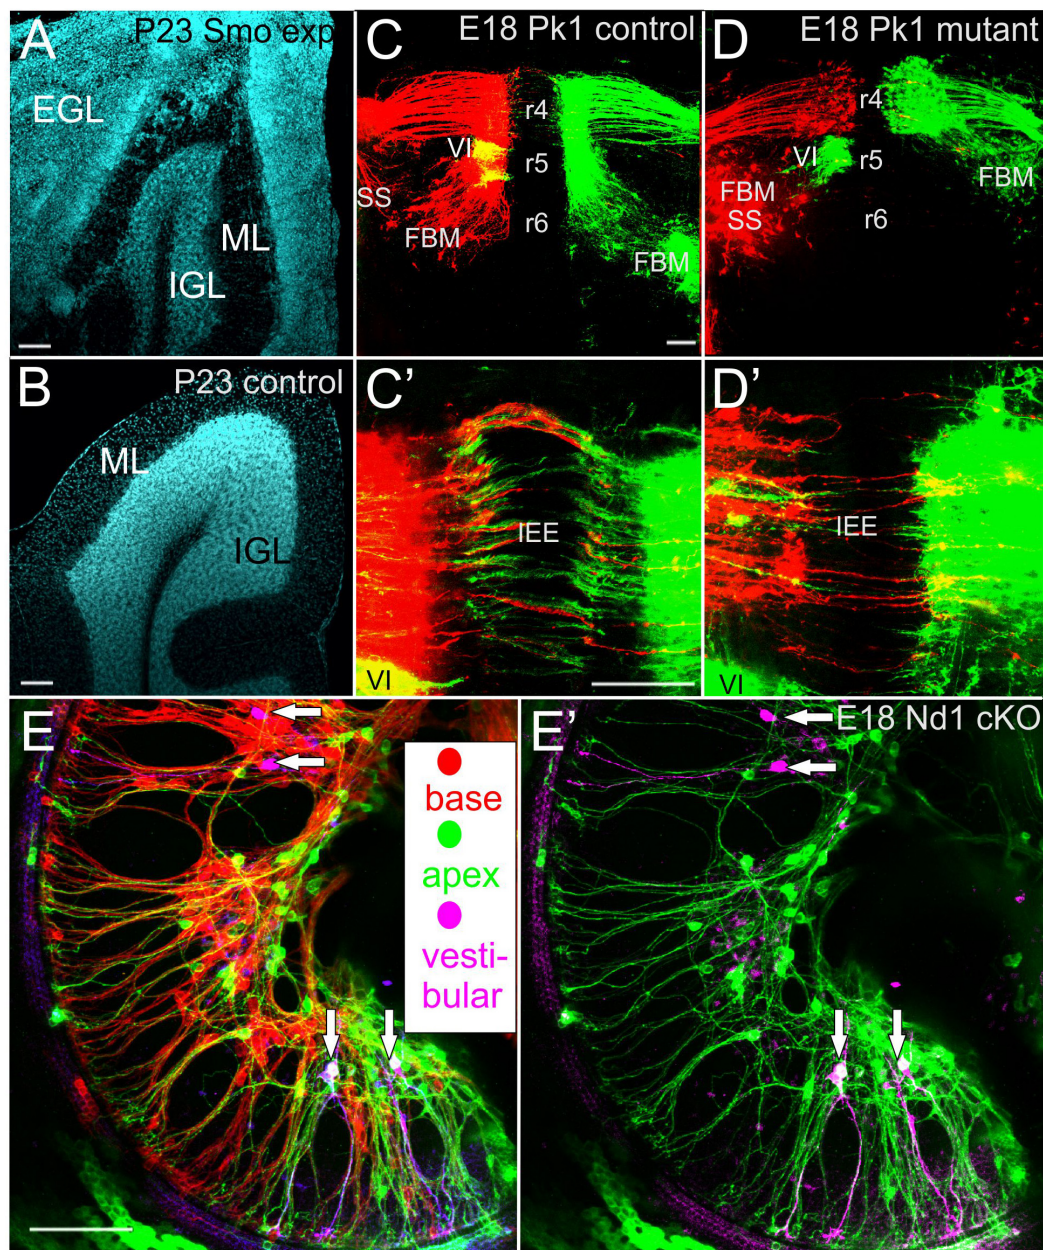 A
P23 Smo exp
EGL
ML
IGL
B
P23 control
ML
IGL
C
E18 Pk1 control
r4
VI
r5
SS
r6
FBM
FBM
D
E18 Pk1 mutant
r4
VI
r5
FBM
FBM
SS
r6
C’
IEE
VI
D’
IEE
VI
E
base
apex
vesti-
bular
E’
E18 Nd1 cKO